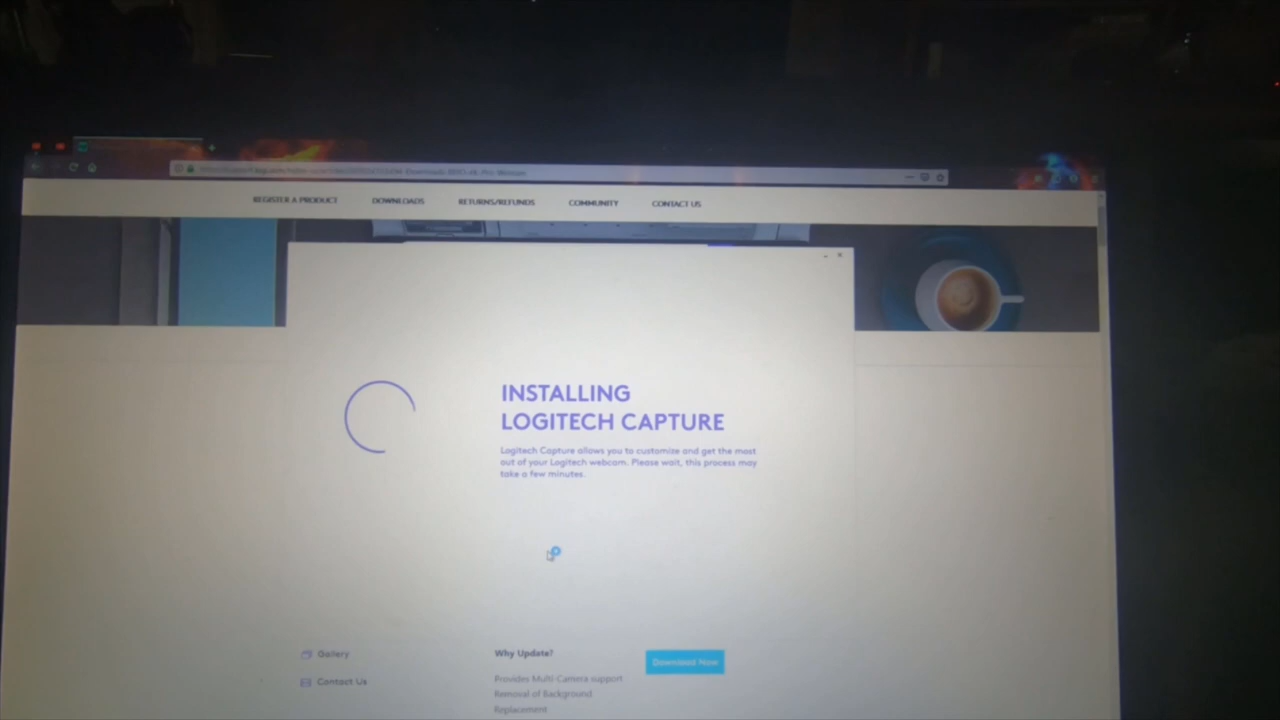 REGISTER A PRODUCT DOWNLOADS RETURNS/REFUNDS COMMUNITY CONTACT US
INSTALLING
LOGITECH CAPTURE
Logitech Capture allows you to customize and get the most
out of your Logitech webcam. Please wait, this process may
take a few minutes.
Gallery
Contact Us
Why Update?
Download Now
Provides Multi Camera support
Removal of Background
Replacement